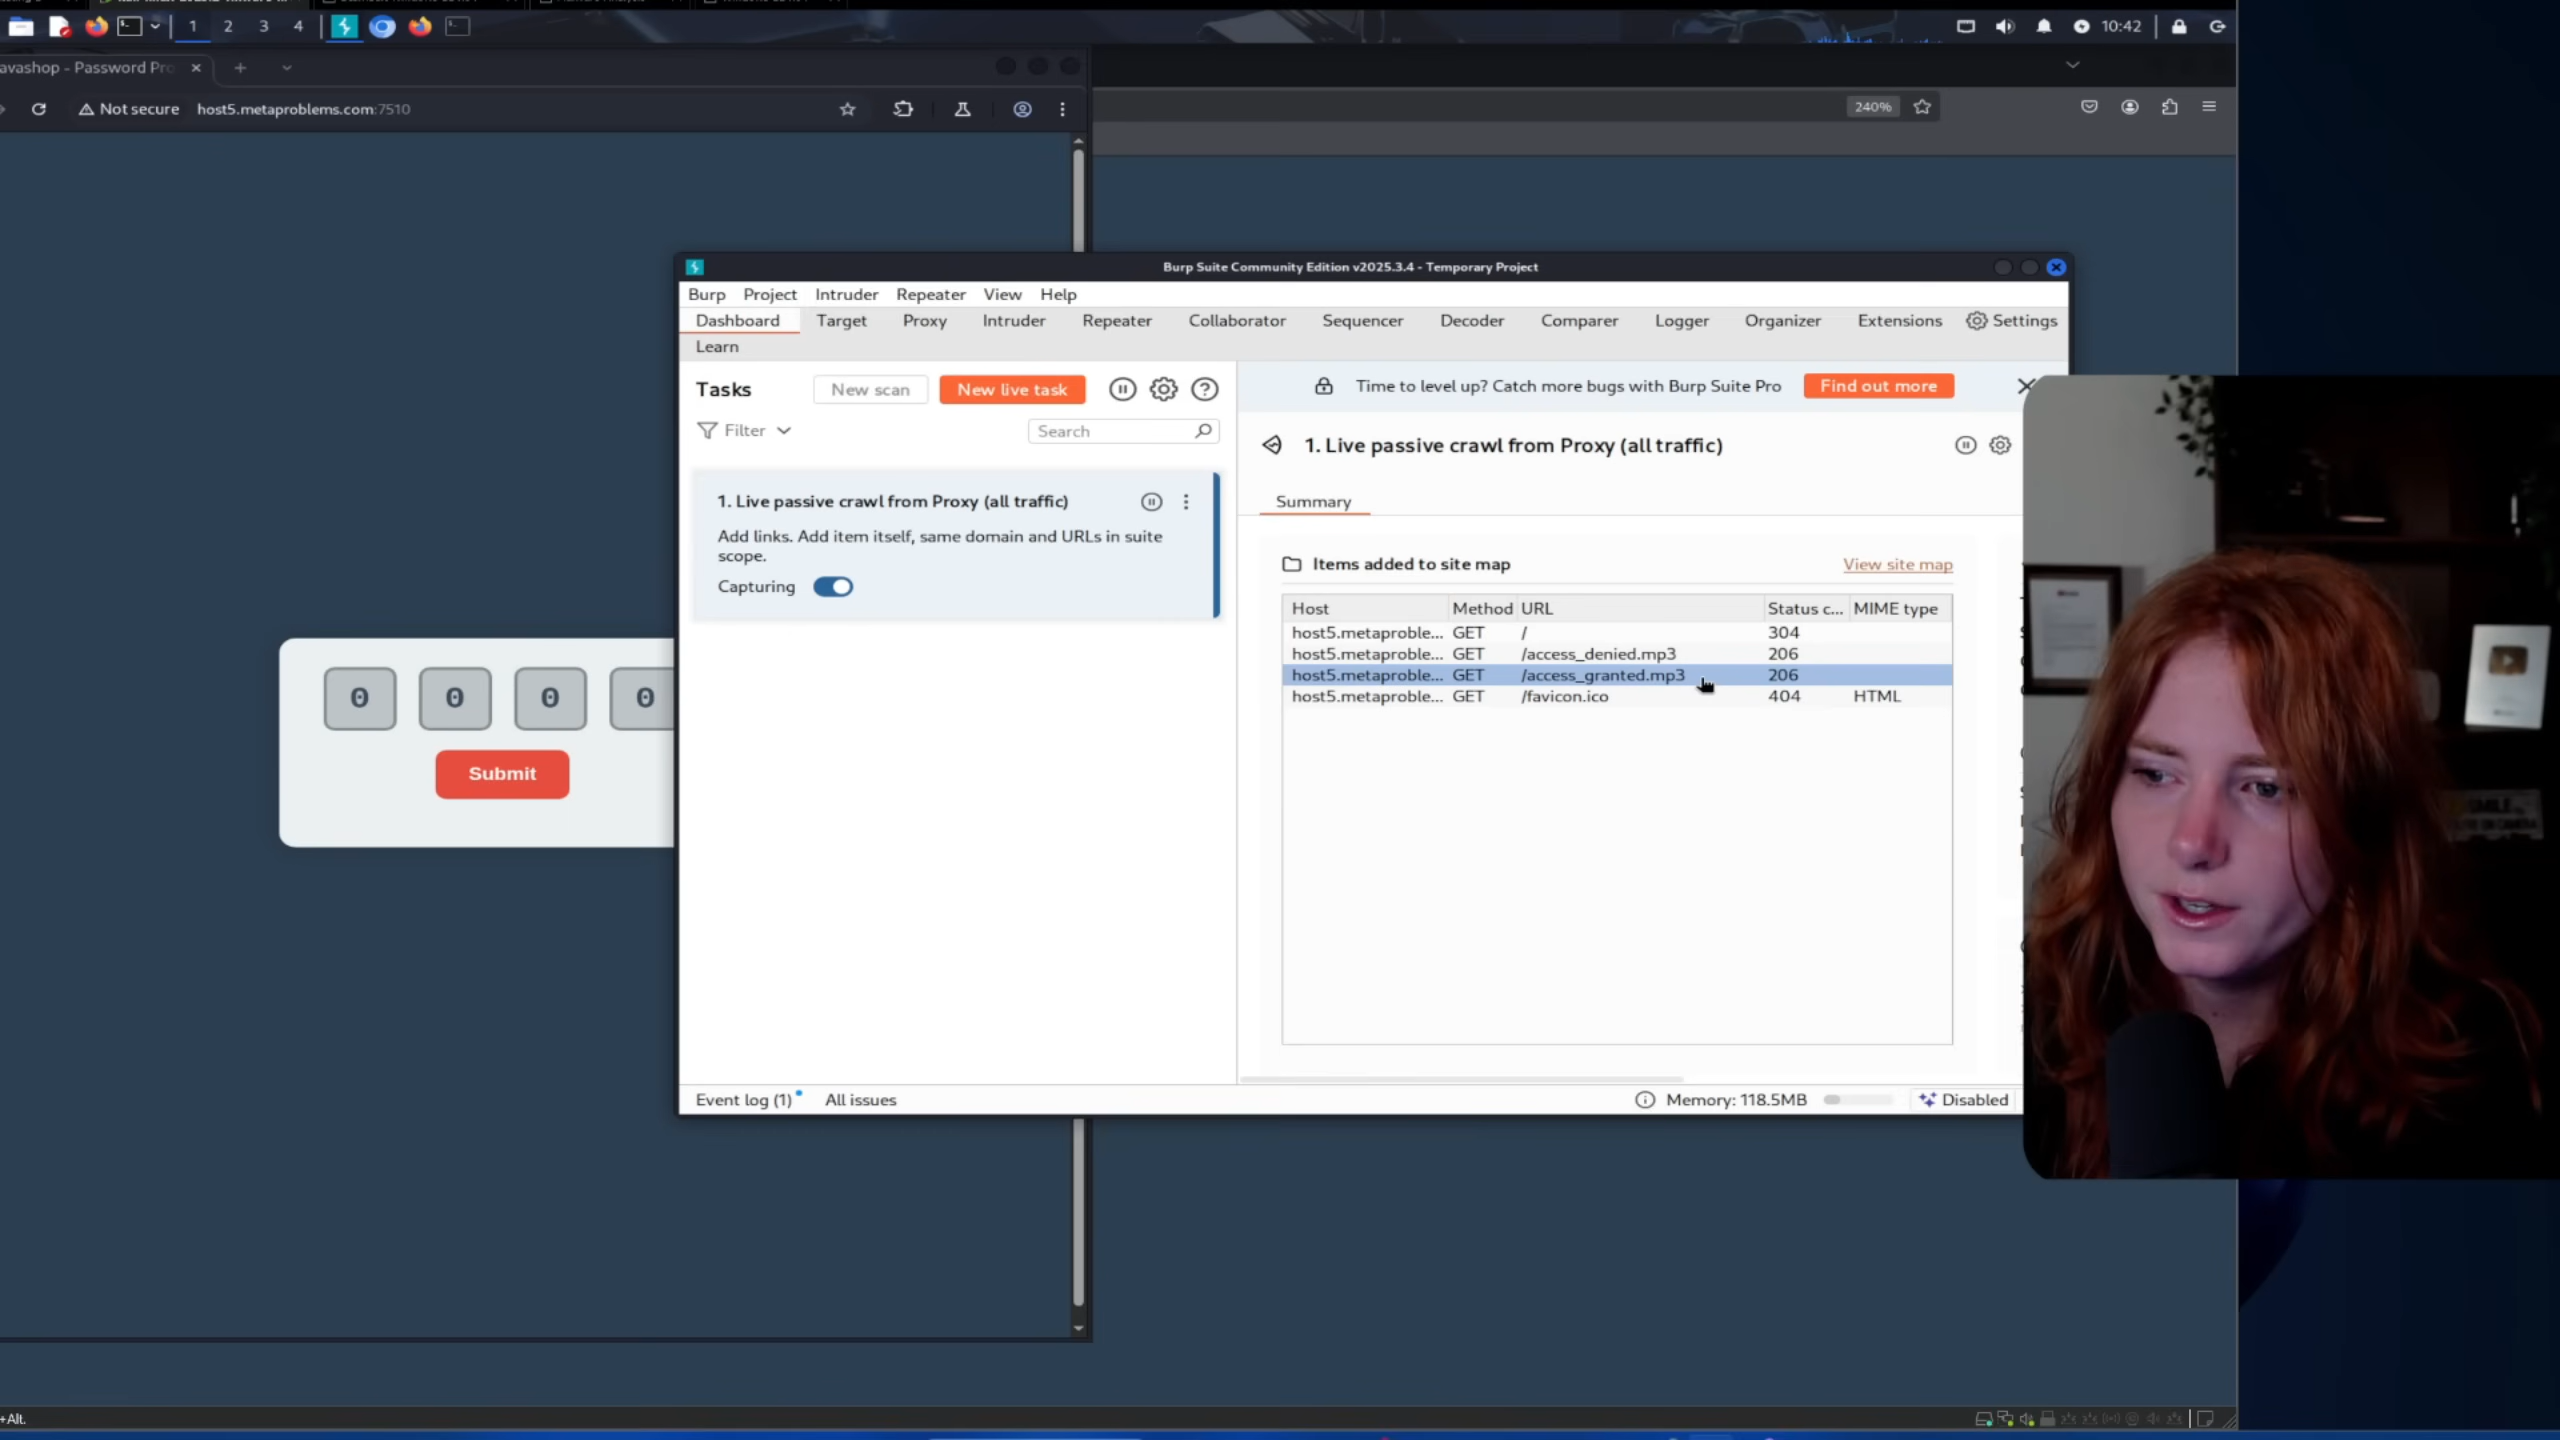 1 2 3 4
10:42
avashop - Password Pro
Not secure host5.metaproblems.com:7510
240%
Burp Suite Community Edition v2025.3.4 - Temporary Project
Burp Project Intruder Repeater View Help
Dashboard Target Proxy Intruder Repeater Collaborator Sequencer Decoder Comparer Logger Organizer Extensions Settings
Learn
Tasks New scan New live task
Time to level up? Catch more bugs with Burp Suite Pro Find out more
Filter Search
1. Live passive crawl from Proxy (all traffic)
Summary
1. Live passive crawl from Proxy (all traffic)
Add links. Add item itself, same domain and URLs in suite
scope.
Capturing
Items added to site map View site map
Host Method URL Status c... MIME type
host5.metaproble... GET / 304
host5.metaproble... GET /access_denied.mp3 206
host5.metaproble... GET /access_granted.mp3 206
host5.metaproble... GET /favicon.ico 404 HTML
0 0 0 0
Submit
Event log (1) All issues Memory: 118.5MB Disabled
+Alt.